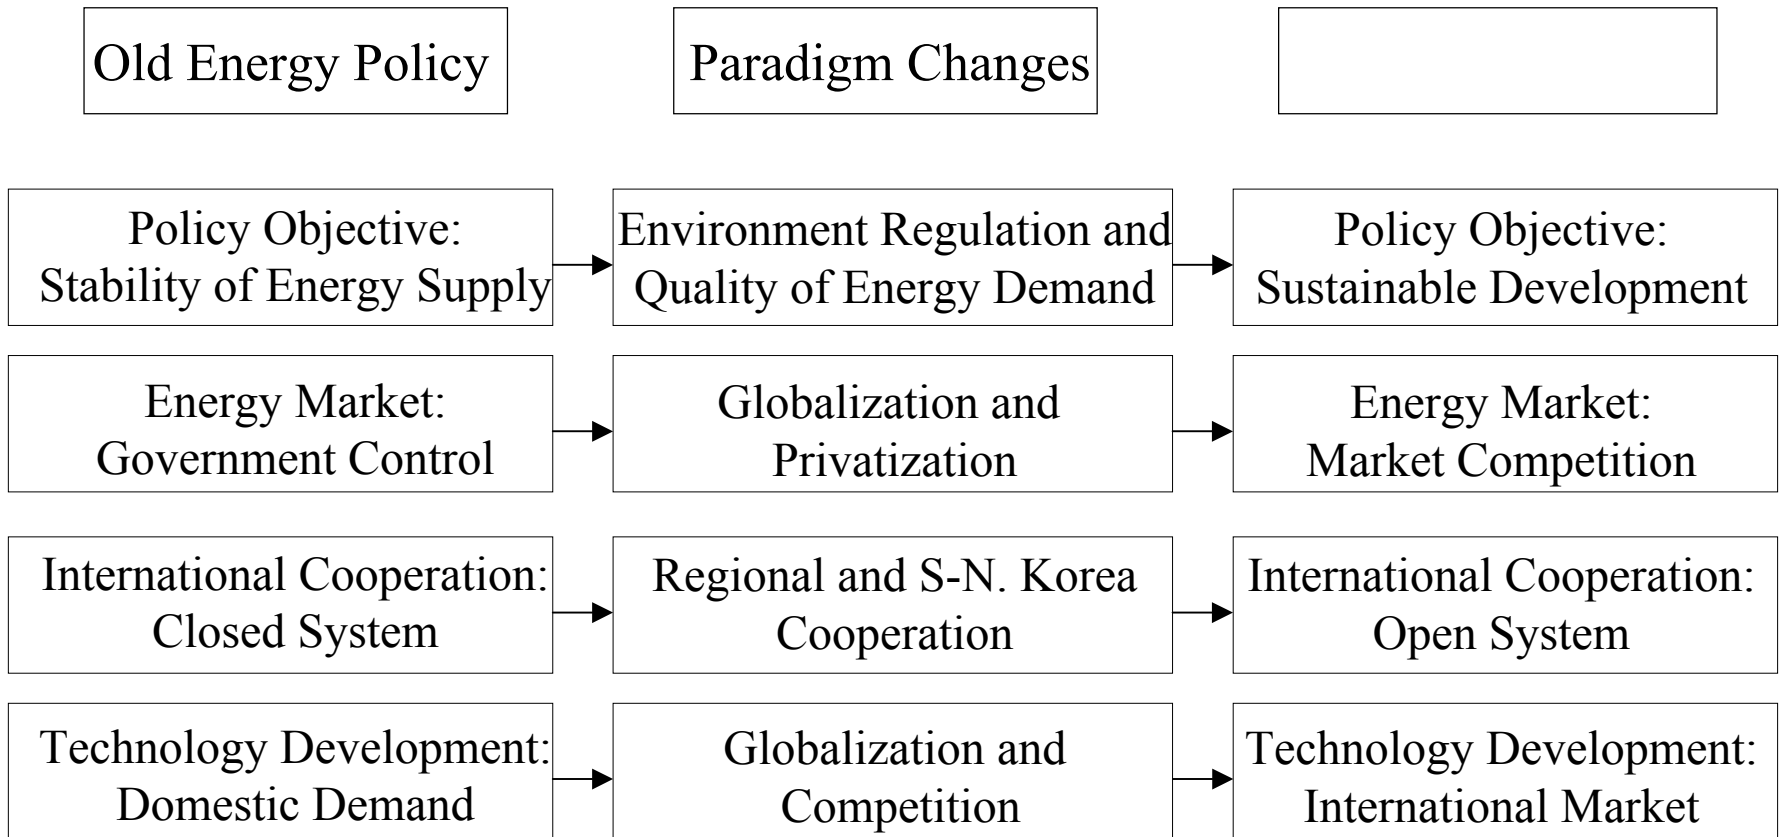 Old Energy Policy
Paradigm Changes
Policy Objective:
Stability of Energy Supply
Environment Regulation and
Quality of Energy Demand
Policy Objective:
Sustainable Development
Energy Market:
Government Control
Globalization and
Privatization
Energy Market:
Market Competition
International Cooperation:
Closed System
Regional and S-N. Korea
Cooperation
International Cooperation:
Open System
Technology Development:
Domestic Demand
Globalization and
Competition
Technology Development:
International Market